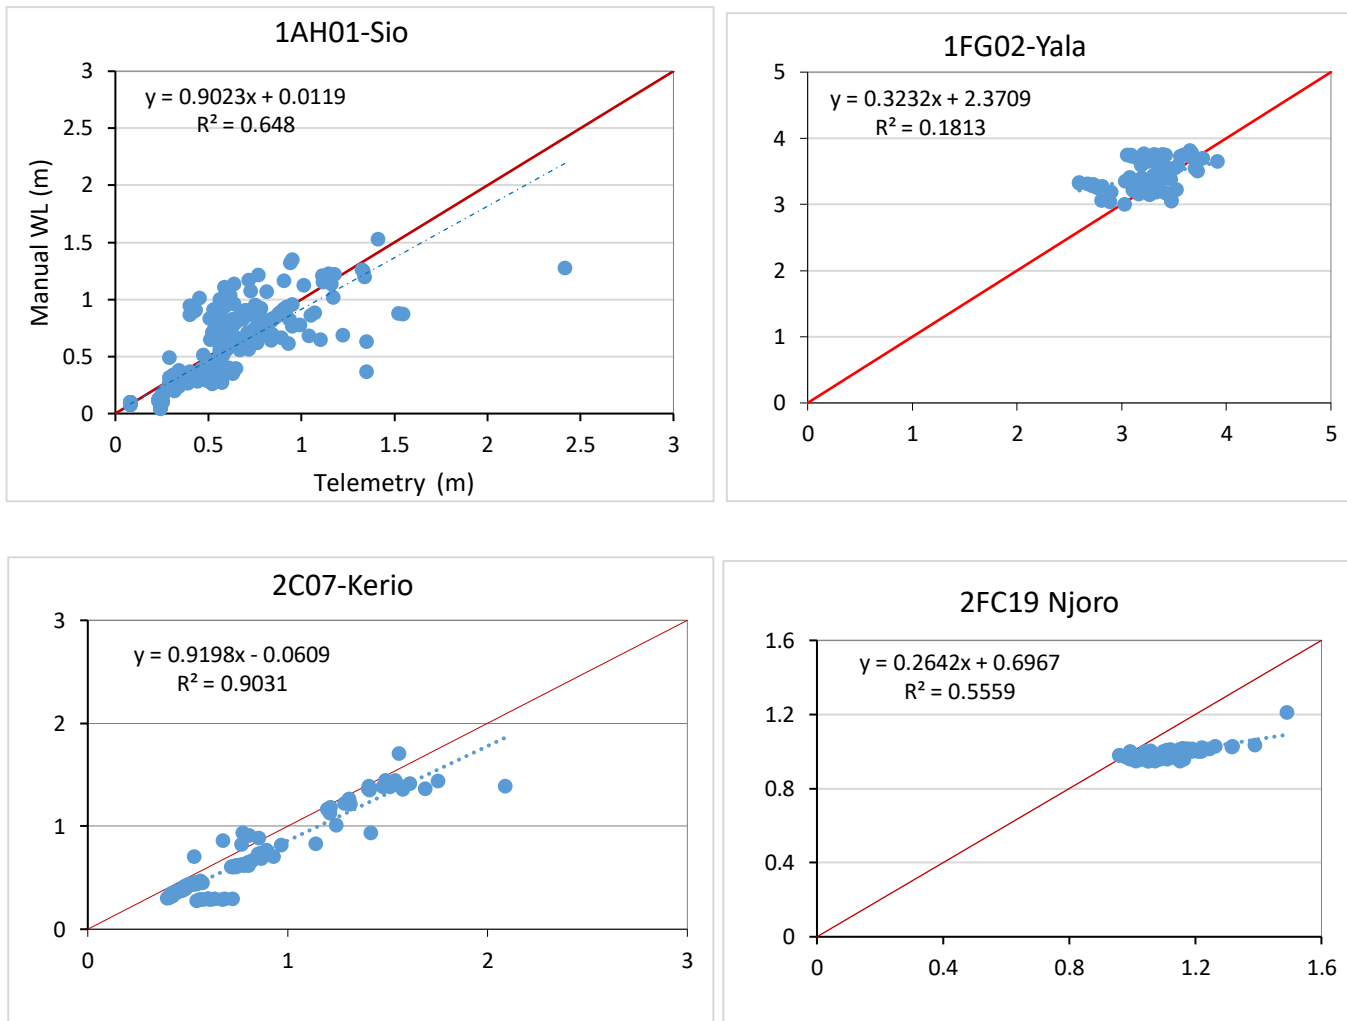 1AH01-Sio
y = 0.9023x + 0.0119
R² = 0.648
Manual WL (m)
3
2.5
2
1.5
1
0.5
0
0 0.5 1 1.5 2 2.5 3
Telemetry (m)
1FG02-Yala
y = 0.3232x + 2.3709
R² = 0.1813
5
4
3
2
1
0
0 1 2 3 4 5
2C07-Kerio
y = 0.9198x - 0.0609
R² = 0.9031
3
2
1
0
0 1 2 3
2FC19 Njoro
y = 0.2642x + 0.6967
R² = 0.5559
1.6
1.2
0.8
0.4
0
0 0.4 0.8 1.2 1.6